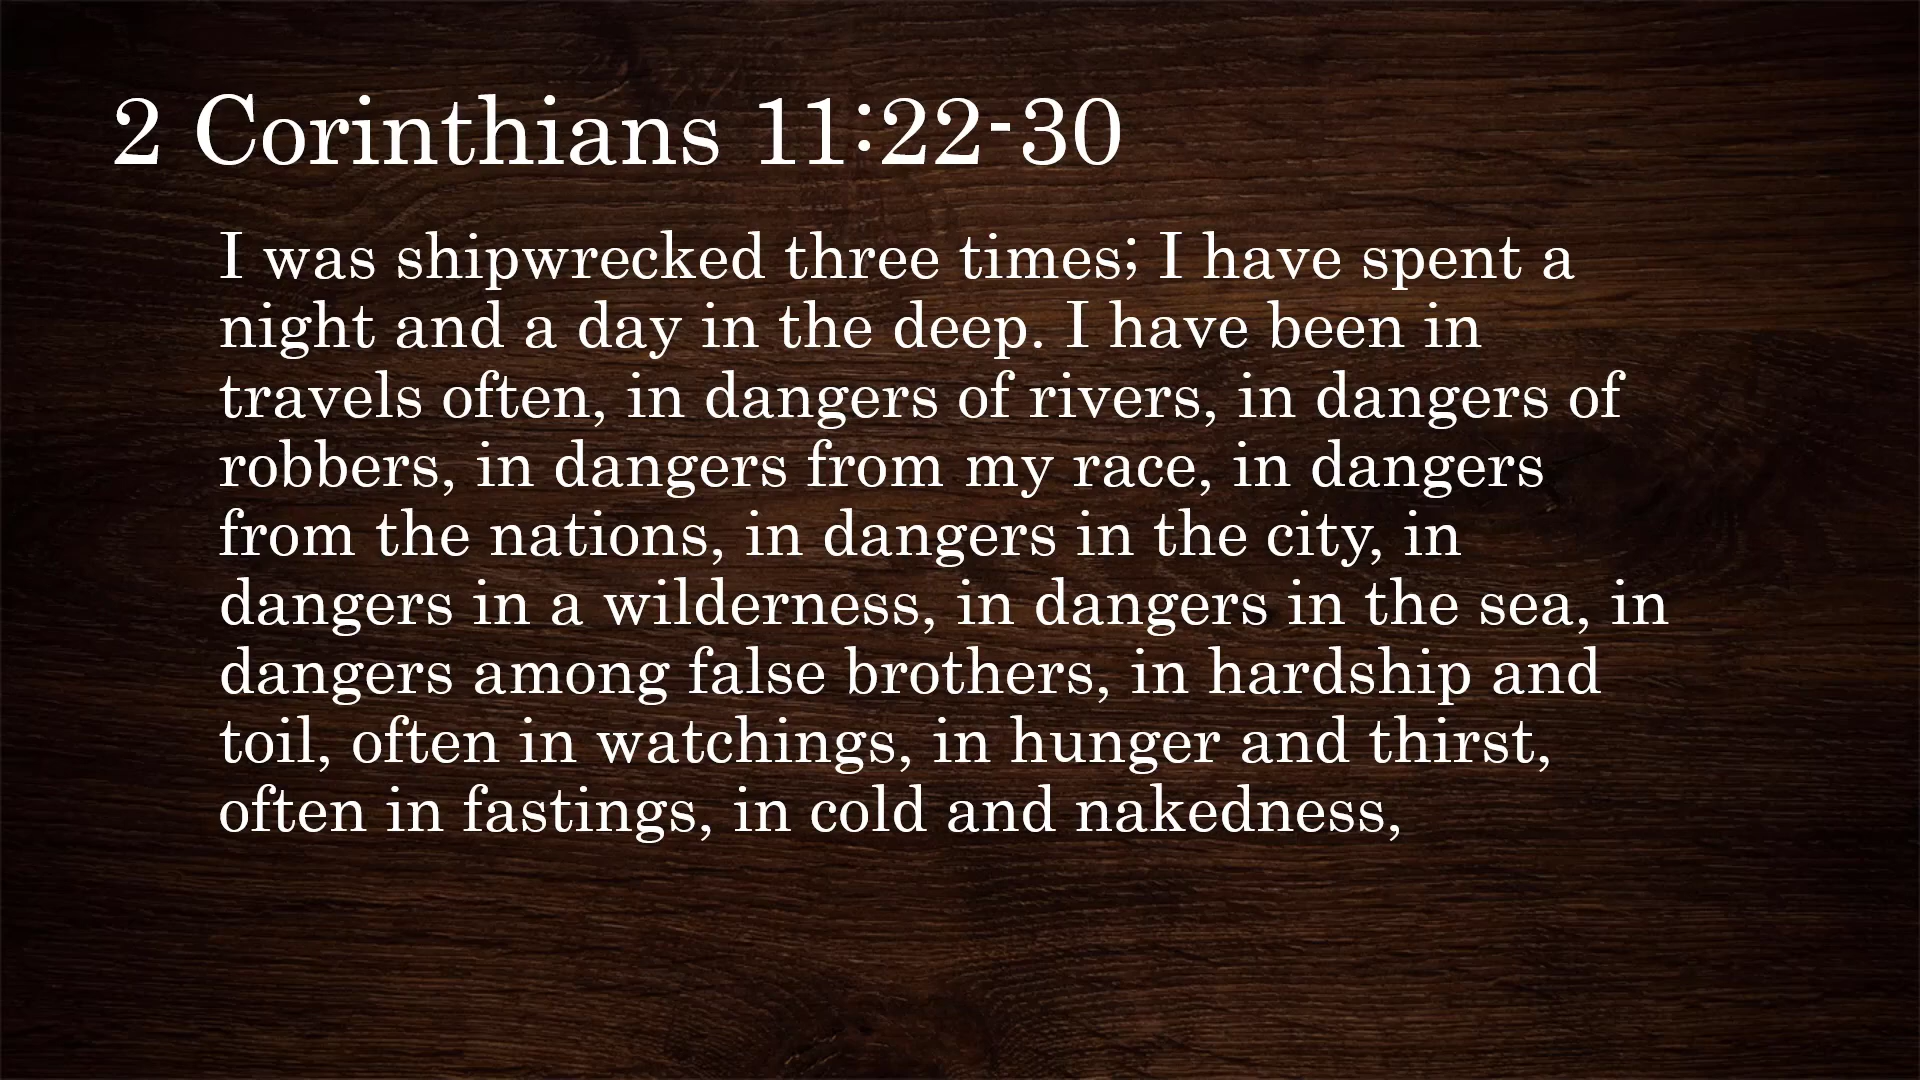 2 Corinthians 11:22-30
I was shipwrecked three times; I have spent a
night and a day in the deep. I have been in
travels often, in dangers of rivers, in dangers of
robbers, in dangers from my race, in dangers
from the nations, in dangers in the city, in
dangers in a wilderness, in dangers in the sea, in
dangers among false brothers, in hardship and
toil, often in watchings, in hunger and thirst,
often in fastings, in cold and nakedness,